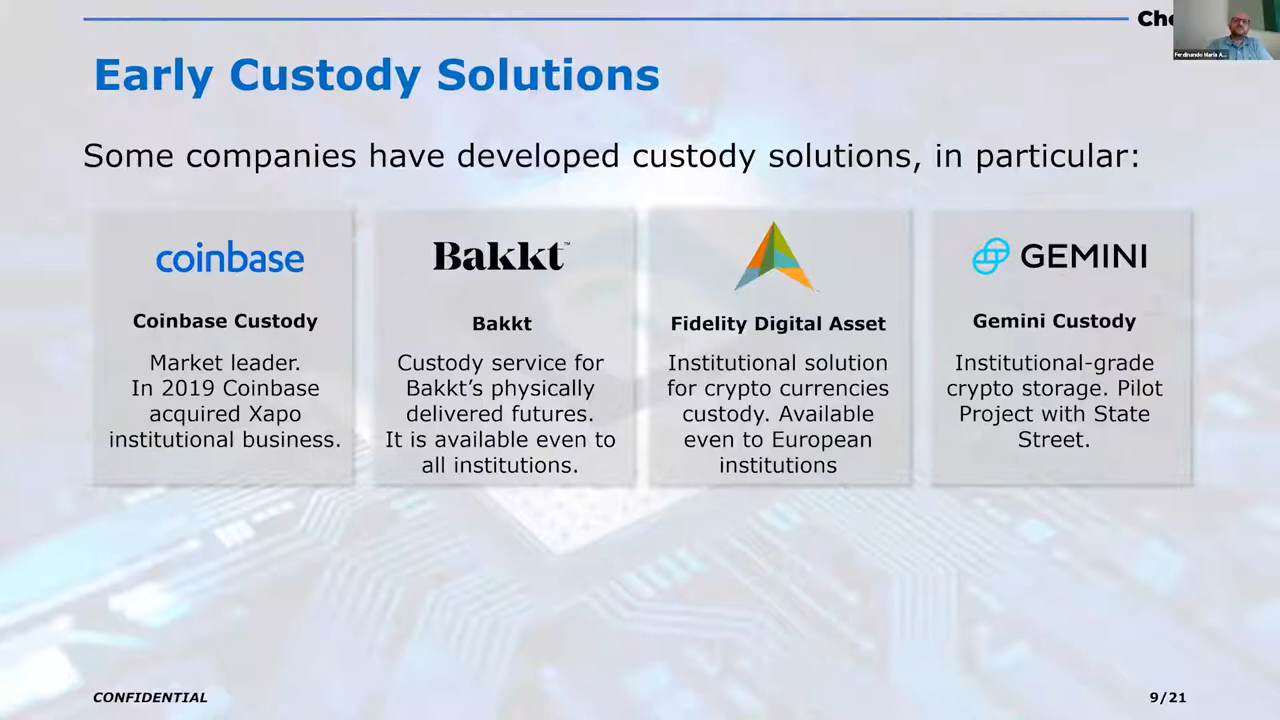 Early Custody Solutions
Some companies have developed custody solutions, in particular:
coinbase
Coinbase Custody
Market leader.
In 2019 Coinbase
acquired Xapo
institutional business.
Bakkt™
Bakkt
Custody service for
Bakkt’s physically
delivered futures.
It is available even to
all institutions.
Fidelity Digital Asset
Institutional solution
for crypto currencies
custody. Available
even to European
institutions
GEMINI
Gemini Custody
Institutional-grade
crypto storage. Pilot
Project with State
Street.
Ferdinando Maria A...
CONFIDENTIAL
9/21